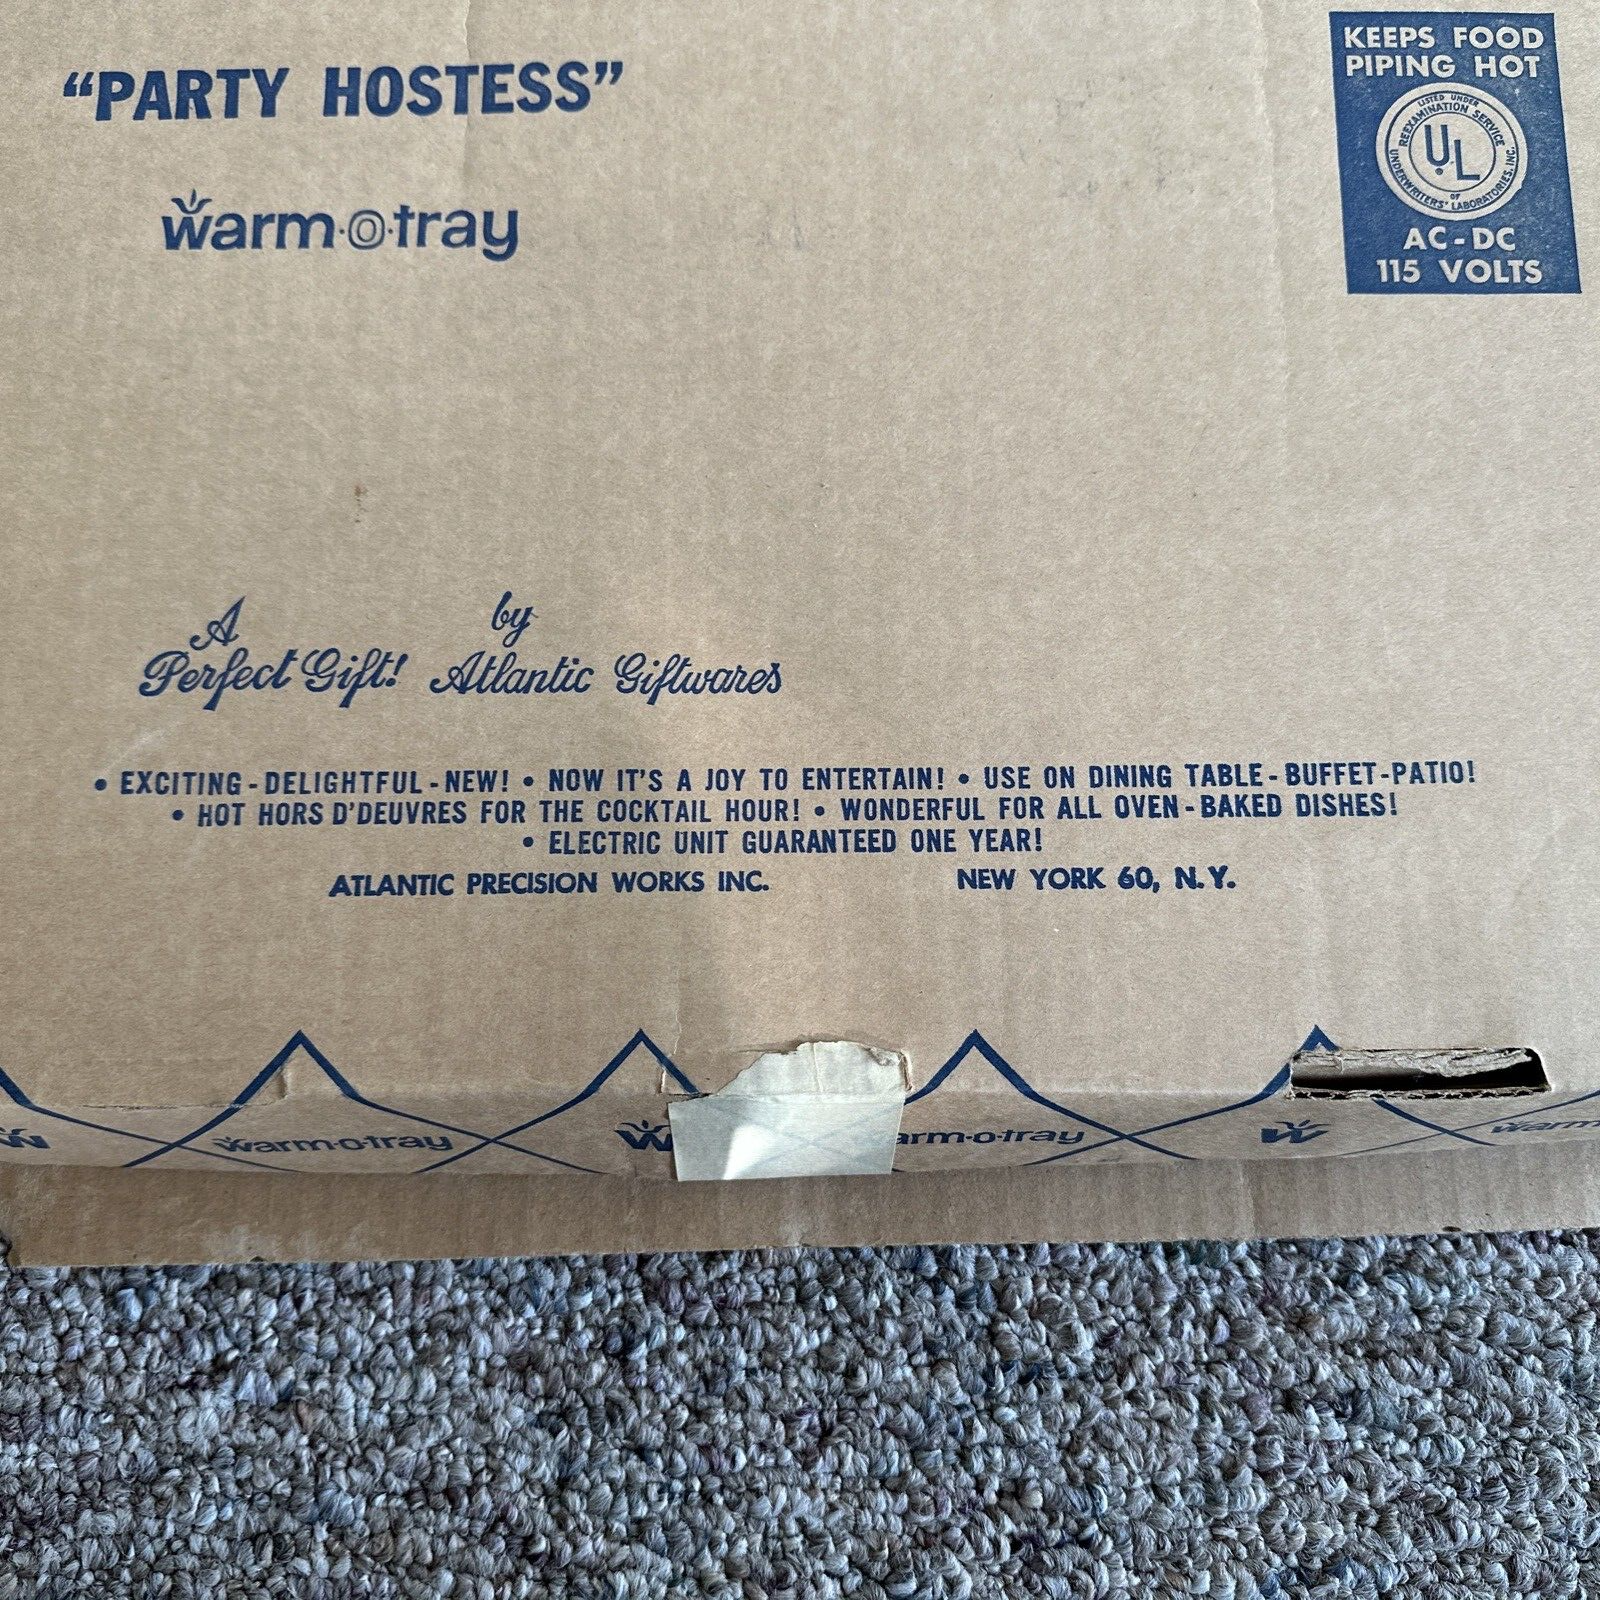 "PARTY HOSTESS"
warm·o·tray
KEEPS FOOD
PIPING HOT
LISTED UNDER
REEXAMINATION SERVICE
UL
OF
UNDERWRITERS' LABORATORIES, INC.
AC-DC
115 VOLTS
A
Perfect Gift!
by
Atlantic Giftwares
• EXCITING-DELIGHTFUL-NEW! • NOW IT'S A JOY TO ENTERTAIN! • USE ON DINING TABLE-BUFFET-PATIO!
• HOT HORS D'DEUVRES FOR THE COCKTAIL HOUR! • WONDERFUL FOR ALL OVEN-BAKED DISHES!
• ELECTRIC UNIT GUARANTEED ONE YEAR!
ATLANTIC PRECISION WORKS INC. NEW YORK 60, N.Y.
W warm-o-tray W arm-o-tray W warm